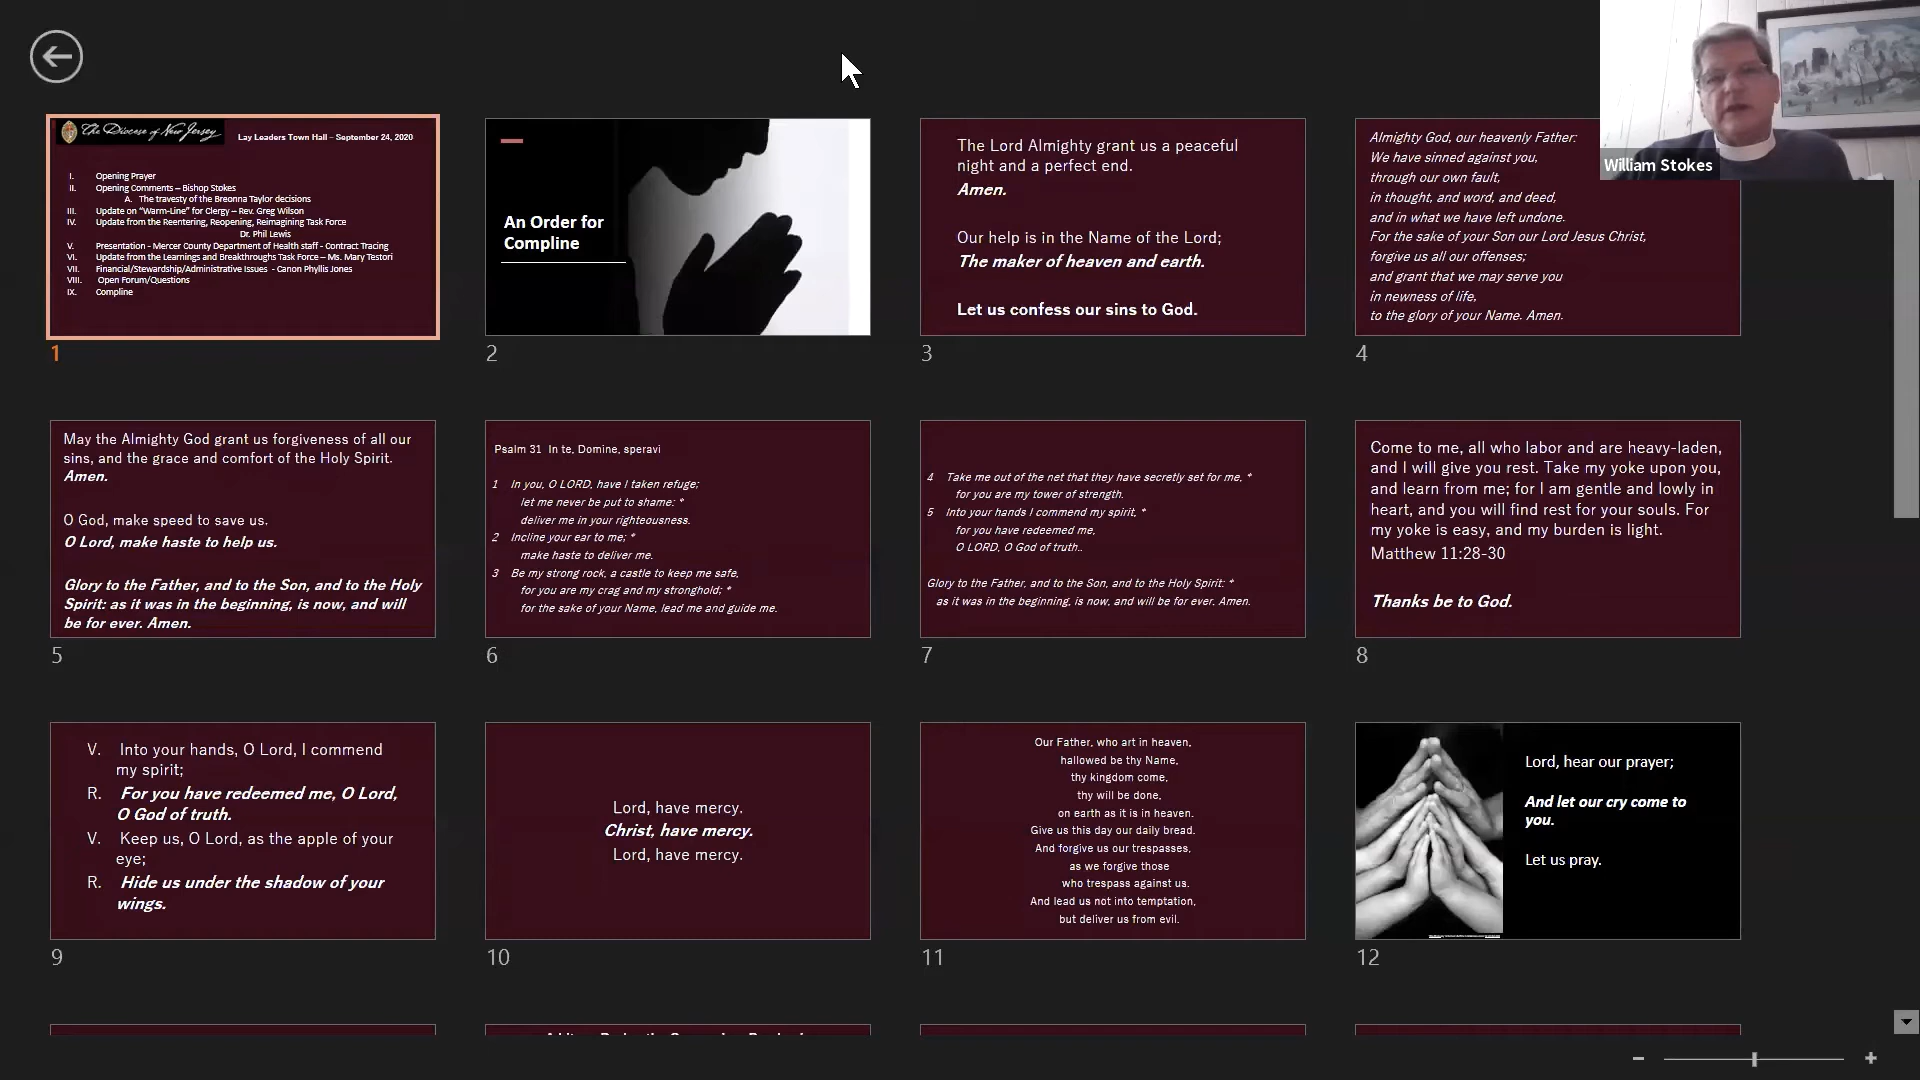 William Stokes
The Diocese of New Jersey
Lay Leaders Town Hall – September 24, 2020
I. Opening Prayer
II. Opening Comments – Bishop Stokes
A. The travesty of the Breonna Taylor decisions
III. Update on “Warm-Line” for Clergy – Rev. Greg Wilson
IV. Update from the Reentering, Reopening, Reimagining Task Force
Dr. Phil Lewis
V. Presentation - Mercer County Department of Health staff - Contract Tracing
VI. Update from the Learnings and Breakthroughs Task Force – Ms. Mary Testori
VII. Financial/Stewardship/Administrative Issues - Canon Phyllis Jones
VIII. Open Forum/Questions
IX. Compline
1
An Order for
Compline
2
The Lord Almighty grant us a peaceful
night and a perfect end.
Amen.
Our help is in the Name of the Lord;
The maker of heaven and earth.
Let us confess our sins to God.
3
Almighty God, our heavenly Father:
We have sinned against you,
through our own fault,
in thought, and word, and deed,
and in what we have left undone.
For the sake of your Son our Lord Jesus Christ,
forgive us all our offenses;
and grant that we may serve you
in newness of life,
to the glory of your Name. Amen.
4
May the Almighty God grant us forgiveness of all our
sins, and the grace and comfort of the Holy Spirit.
Amen.
O God, make speed to save us.
O Lord, make haste to help us.
Glory to the Father, and to the Son, and to the Holy
Spirit: as it was in the beginning, is now, and will
be for ever. Amen.
5
Psalm 31 In te, Domine, speravi
1 In you, O LORD, have I taken refuge;
let me never be put to shame: *
deliver me in your righteousness.
2 Incline your ear to me; *
make haste to deliver me.
3 Be my strong rock, a castle to keep me safe,
for you are my crag and my stronghold; *
for the sake of your Name, lead me and guide me.
6
4 Take me out of the net that they have secretly set for me, *
for you are my tower of strength.
5 Into your hands I commend my spirit, *
for you have redeemed me,
O LORD, O God of truth..
Glory to the Father, and to the Son, and to the Holy Spirit: *
as it was in the beginning, is now, and will be for ever. Amen.
7
Come to me, all who labor and are heavy-laden,
and I will give you rest. Take my yoke upon you,
and learn from me; for I am gentle and lowly in
heart, and you will find rest for your souls. For
my yoke is easy, and my burden is light.
Matthew 11:28-30
Thanks be to God.
8
V. Into your hands, O Lord, I commend
my spirit;
R. For you have redeemed me, O Lord,
O God of truth.
V. Keep us, O Lord, as the apple of your
eye;
R. Hide us under the shadow of your
wings.
9
Lord, have mercy.
Christ, have mercy.
Lord, have mercy.
10
Our Father, who art in heaven,
hallowed be thy Name,
thy kingdom come,
thy will be done,
on earth as it is in heaven.
Give us this day our daily bread.
And forgive us our trespasses,
as we forgive those
who trespass against us.
And lead us not into temptation,
but deliver us from evil.
11
Lord, hear our prayer;
And let our cry come to
you.
Let us pray.
12